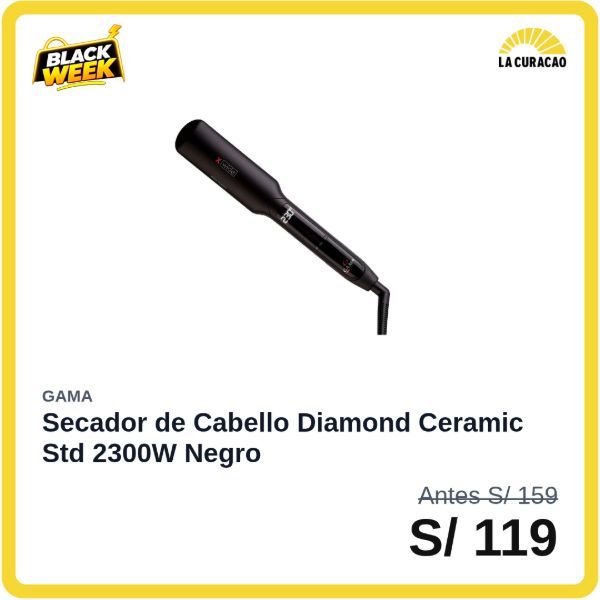 BLACK
WEEK
LA CURACAO
GAMA
Secador de Cabello Diamond Ceramic
Std 2300W Negro
Antes S/ 159
S/ 119